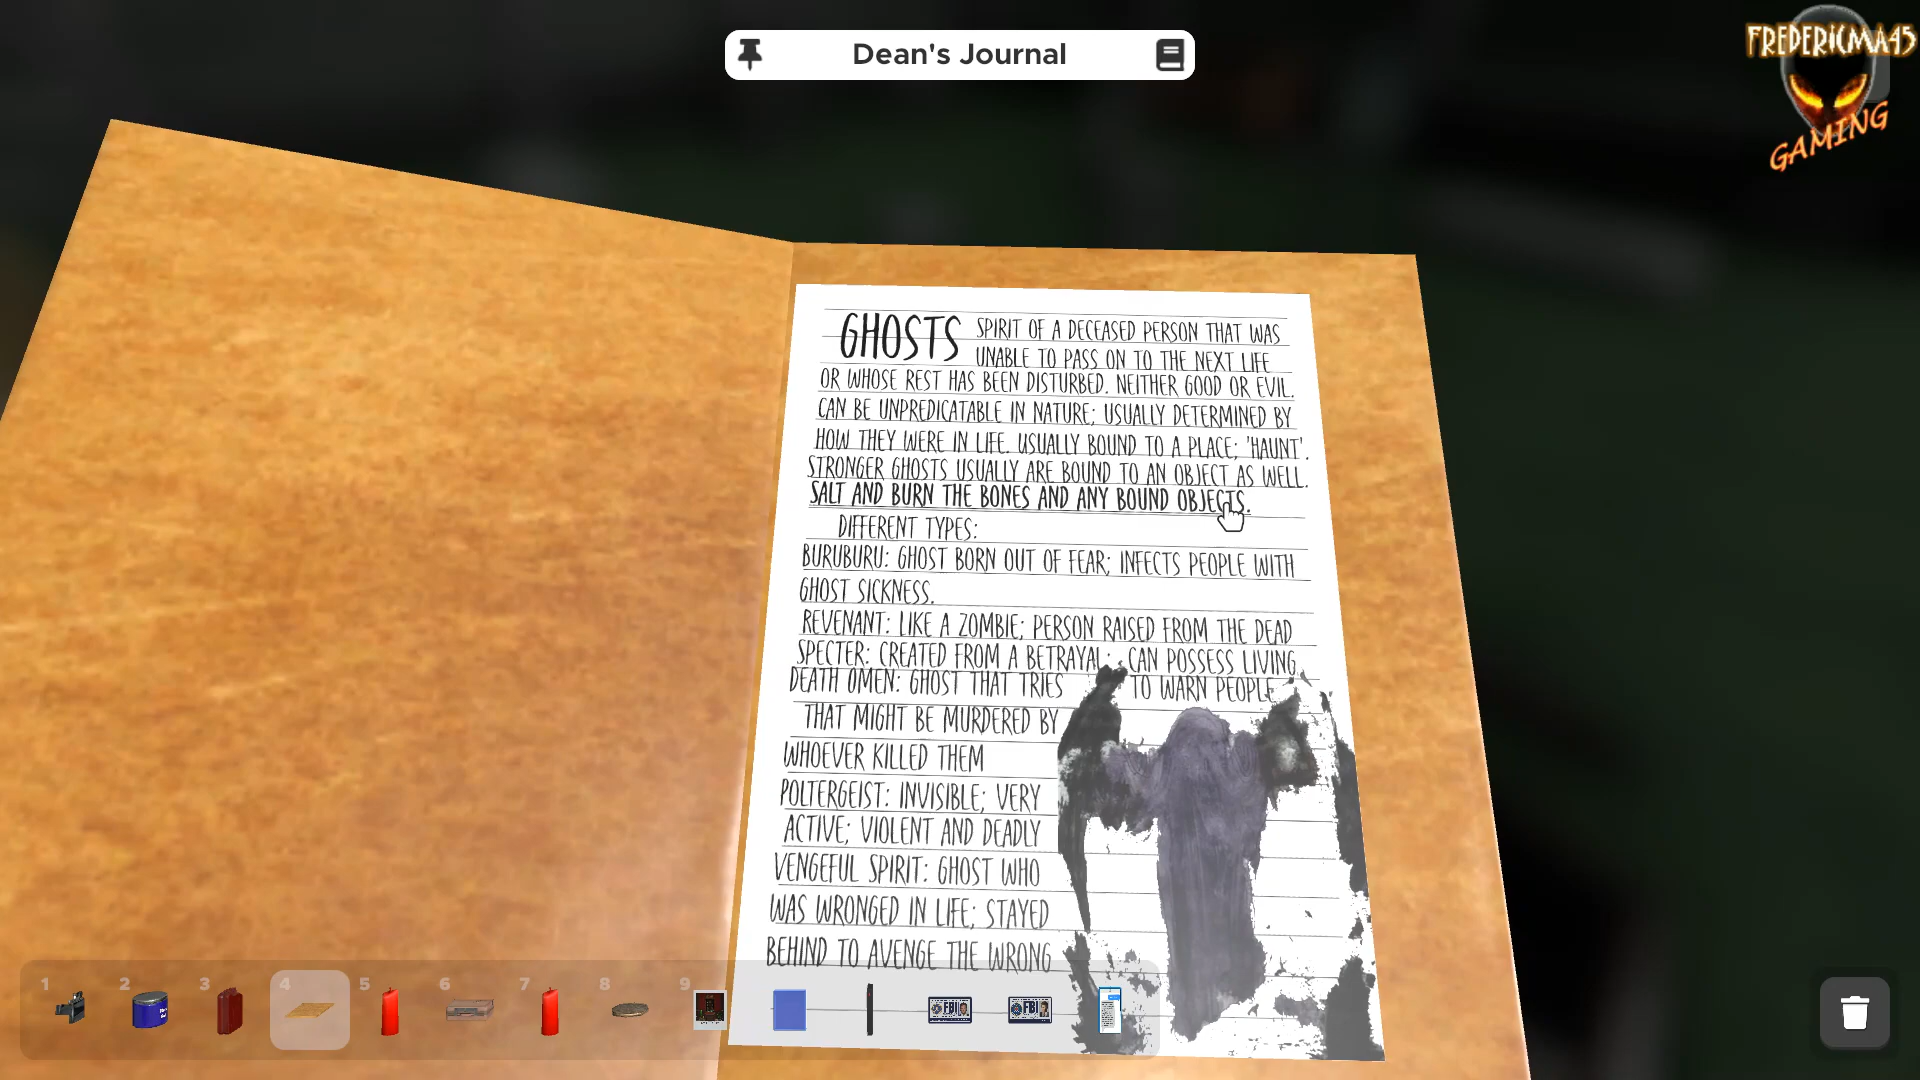 Dean's Journal
FREDERICMA45
GAMING
GHOSTS SPIRIT OF A DECEASED PERSON THAT WAS
UNABLE TO PASS ON TO THE NEXT LIFE
OR WHOSE REST HAS BEEN DISTURBED. NEITHER GOOD OR EVIL.
CAN BE UNPREDICATABLE IN NATURE; USUALLY DETERMINED BY
HOW THEY WERE IN LIFE. USUALLY BOUND TO A PLACE; 'HAUNT'.
STRONGER GHOSTS USUALLY ARE BOUND TO AN OBJECT AS WELL.
SALT AND BURN THE BONES AND ANY BOUND OBJECTS.
DIFFERENT TYPES:
BURUBURU: GHOST BORN OUT OF FEAR; INFECTS PEOPLE WITH
GHOST SICKNESS.
REVENANT: LIKE A ZOMBIE; PERSON RAISED FROM THE DEAD
SPECTER: CREATED FROM A BETRAYAL; CAN POSSESS LIVING
DEATH OMEN: GHOST THAT TRIES TO WARN PEOPLE
THAT MIGHT BE MURDERED BY
WHOEVER KILLED THEM
POLTERGEIST: INVISIBLE; VERY
ACTIVE; VIOLENT AND DEADLY
VENGEFUL SPIRIT: GHOST WHO
WAS WRONGED IN LIFE; STAYED
BEHIND TO AVENGE THE WRONG
1 2 3 4 5 6 7 8 9
FBI FBI